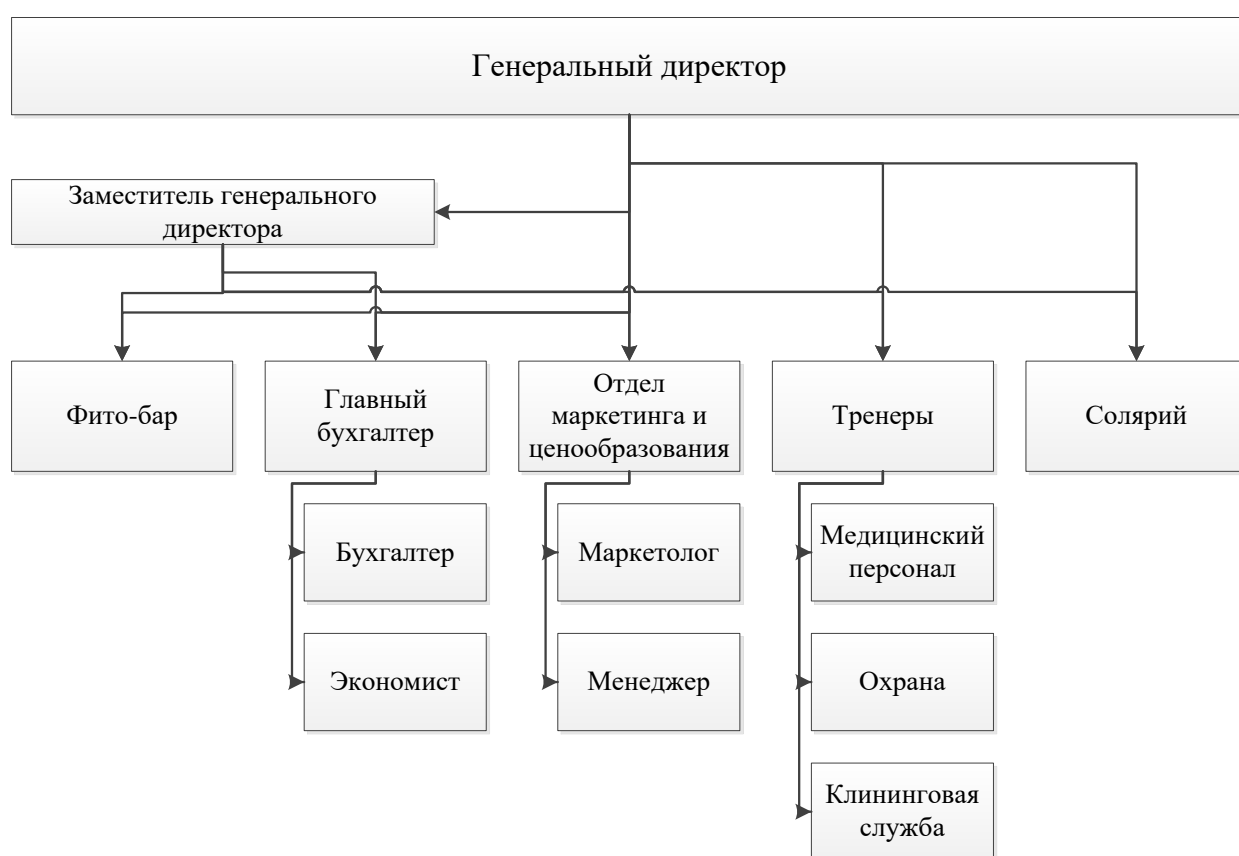 Генеральный директор
Заместитель генерального
директора
Фито-бар
Главный
бухгалтер
Отдел
маркетинга и
ценообразования
Тренеры
Солярий
Бухгалтер
Маркетолог
Медицинский
персонал
Экономист
Менеджер
Охрана
Клининговая
служба